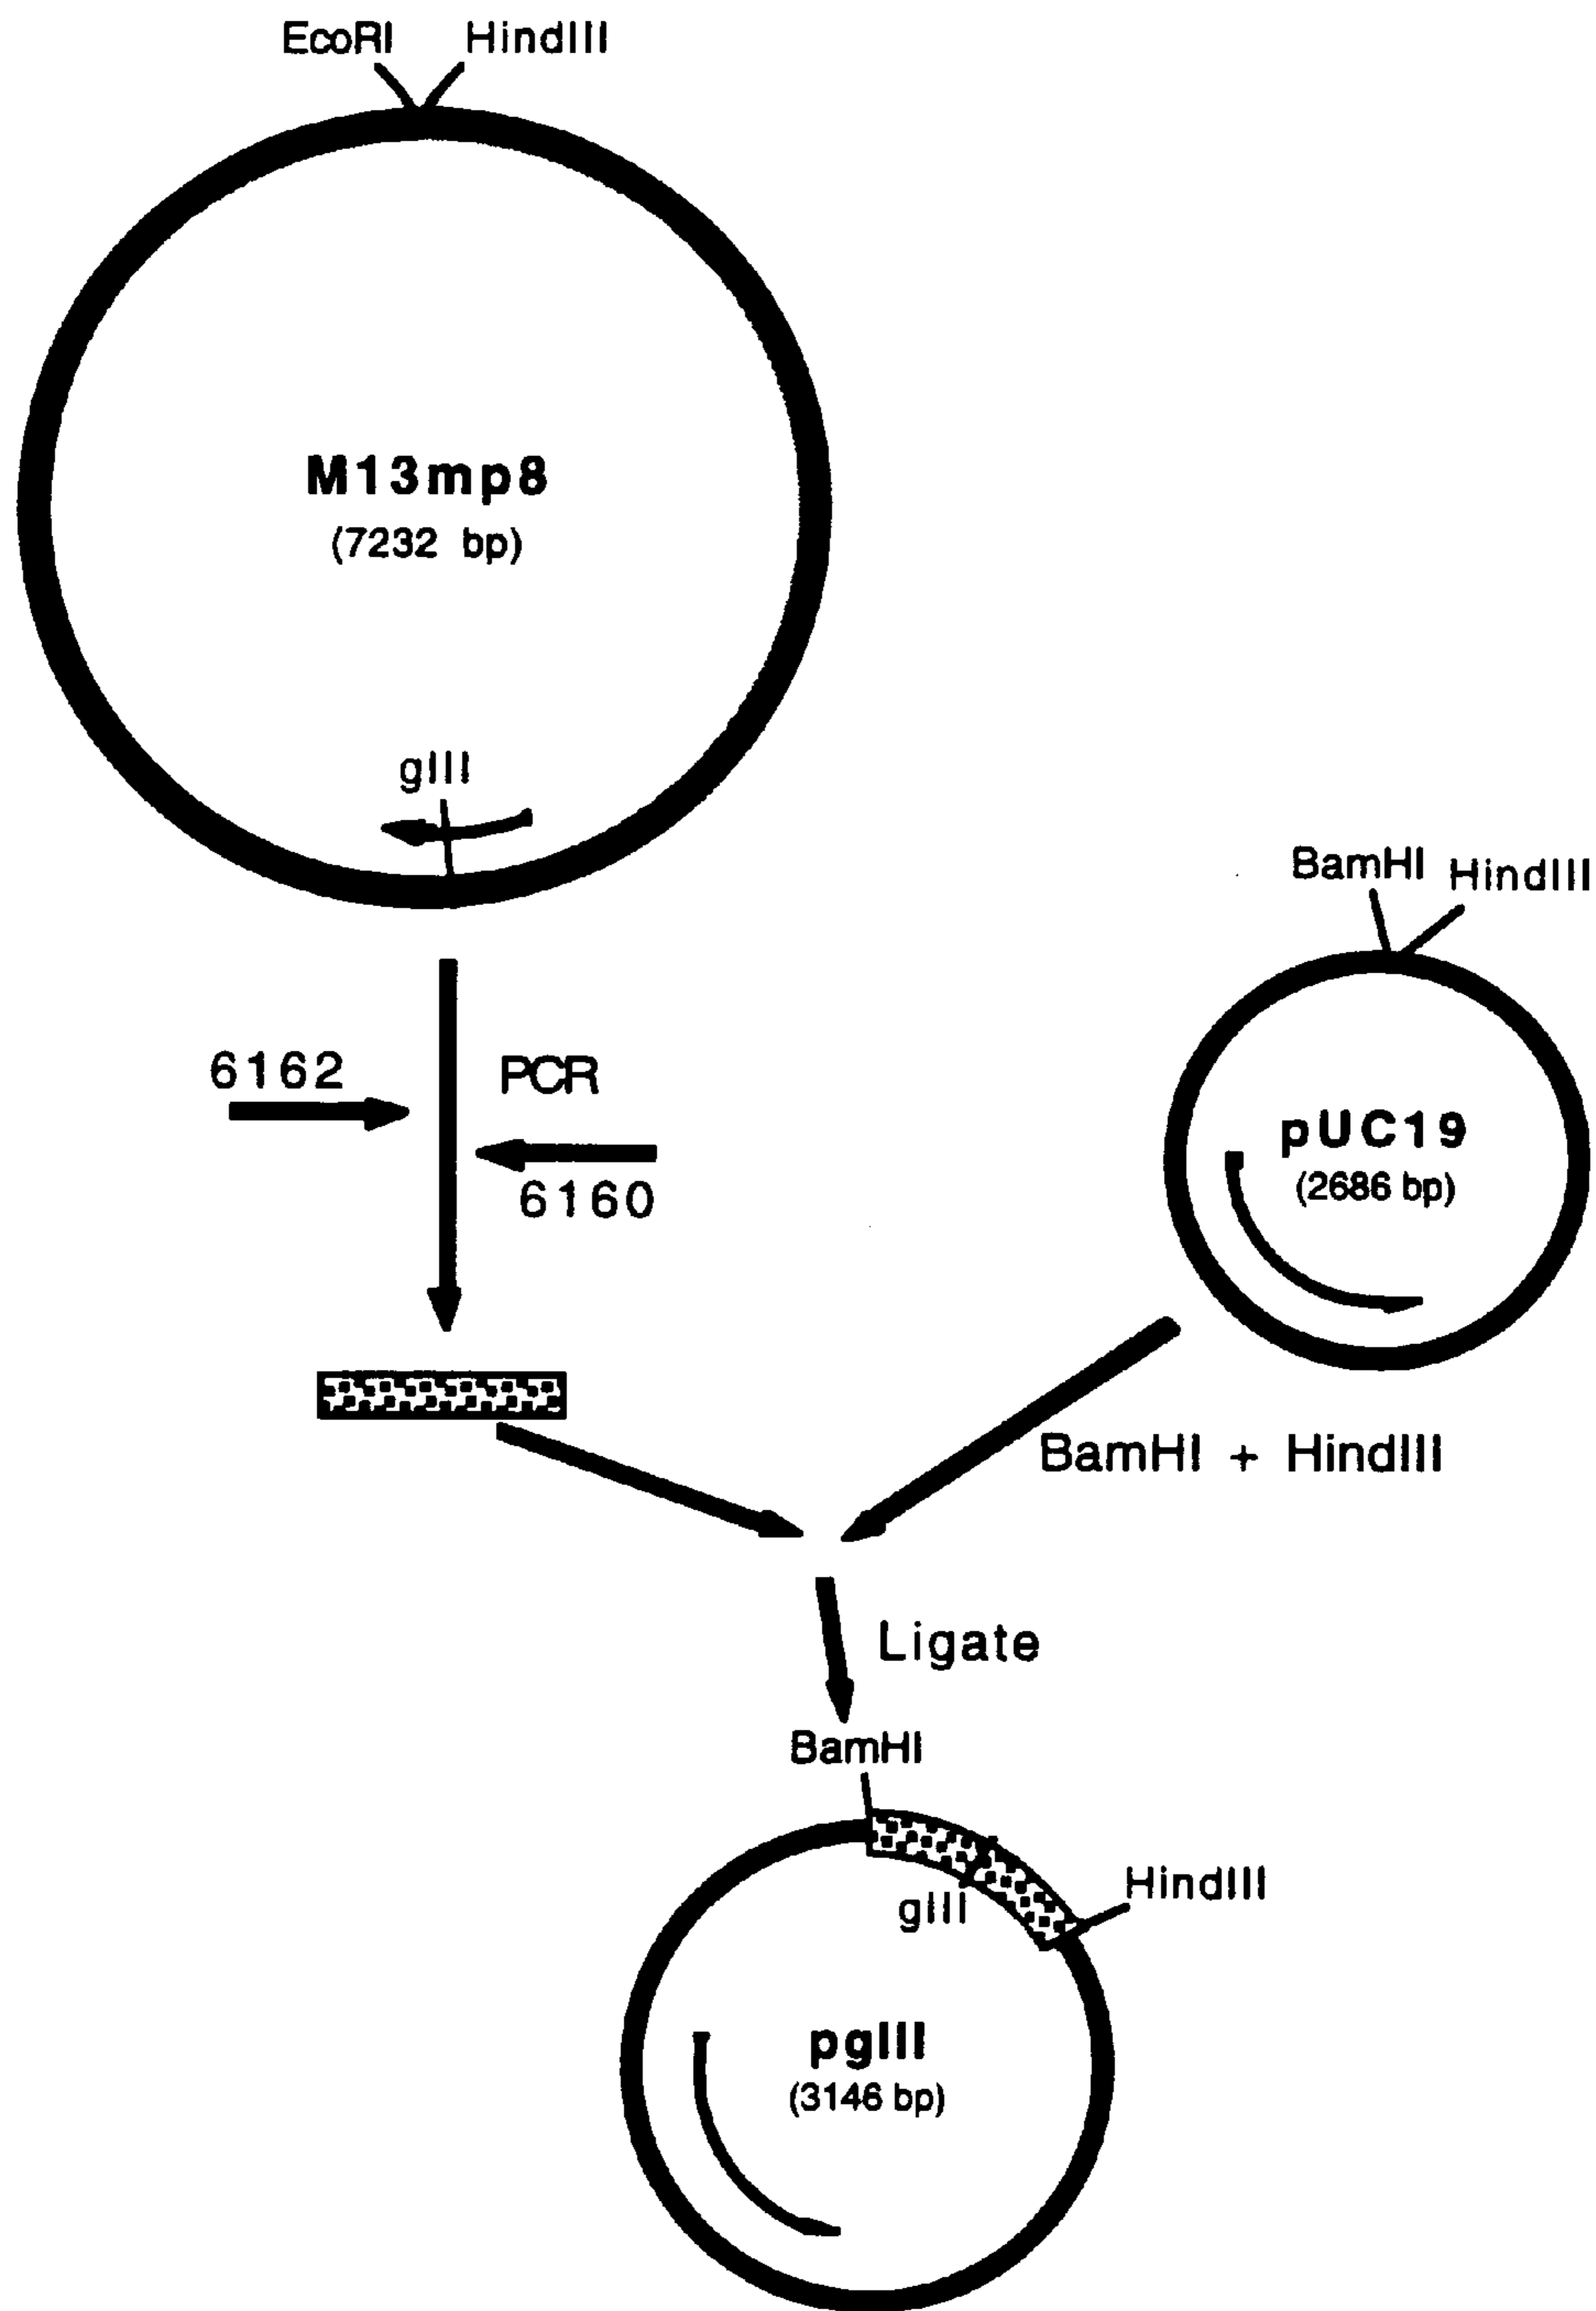 EcoRI HindIII
M13mp8
(7232 bp)
gIII
BamHI HindIII
6162
PCR
6160
pUC19
(2686 bp)
BamHI + HindIII
Ligate
BamHI
HindIII
gIII
pgIII
(3146 bp)